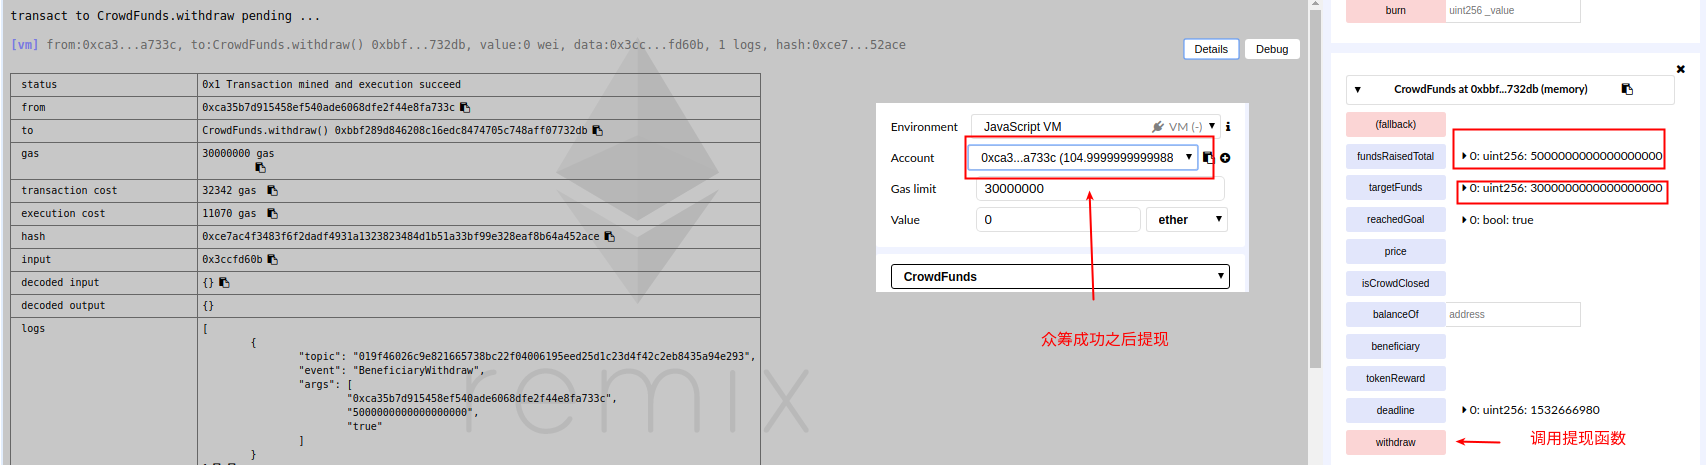 transact to CrowdFunds.withdraw pending ...
[vm] from:0xca3...a733c, to:CrowdFunds.withdraw() 0xbbf...732db, value:0 wei, data:0x3cc...fd60b, 1 logs, hash:0xce7...52ace
Details Debug
status 0x1 Transaction mined and execution succeed
from 0xca35b7d915458ef540ade6068dfe2f44e8fa733c
to CrowdFunds.withdraw() 0xbbf289d846208c16edc8474705c748aff07732db
gas 30000000 gas
transaction cost 32342 gas
execution cost 11070 gas
hash 0xce7ac4f3483f6f2dadf4931a1323823484d1b51a33bf99e328eaf8b64a452ace
input 0x3ccfd60b
decoded input {}
decoded output {}
logs [
{
"topic": "019f46026c9e821665738bc22f04006195eed25d1c23d4f42c2eb8435a94e293",
"event": "BeneficiaryWithdraw",
"args": [
"0xca35b7d915458ef540ade6068dfe2f44e8fa733c",
"5000000000000000000",
"true"
]
}
remix
Environment JavaScript VM VM (-)
Account 0xca3...a733c (104.9999999999988
Gas limit 30000000
Value 0 ether
CrowdFunds
众筹成功之后提现
burn uint256 _value
CrowdFunds at 0xbbf...732db (memory)
(fallback)
fundsRaisedTotal 0: uint256: 5000000000000000000
targetFunds 0: uint256: 3000000000000000000
reachedGoal 0: bool: true
price
isCrowdClosed
balanceOf address
beneficiary
tokenReward
deadline 0: uint256: 1532666980
withdraw 调用提现函数